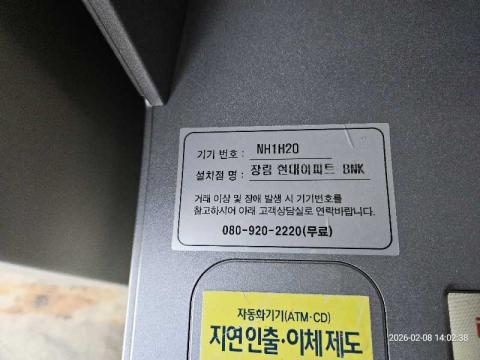 기기 번호 : NH1H20
설치점 명 : 장림 현대아파트 BNK
거래 이상 및 장애 발생 시 기기번호를
참고하시어 아래 고객상담실로 연락바랍니다.
080-920-2220(무료)
자동화기기(ATM·CD)
지연인출·이체제도
2026-02-08 14:02:38